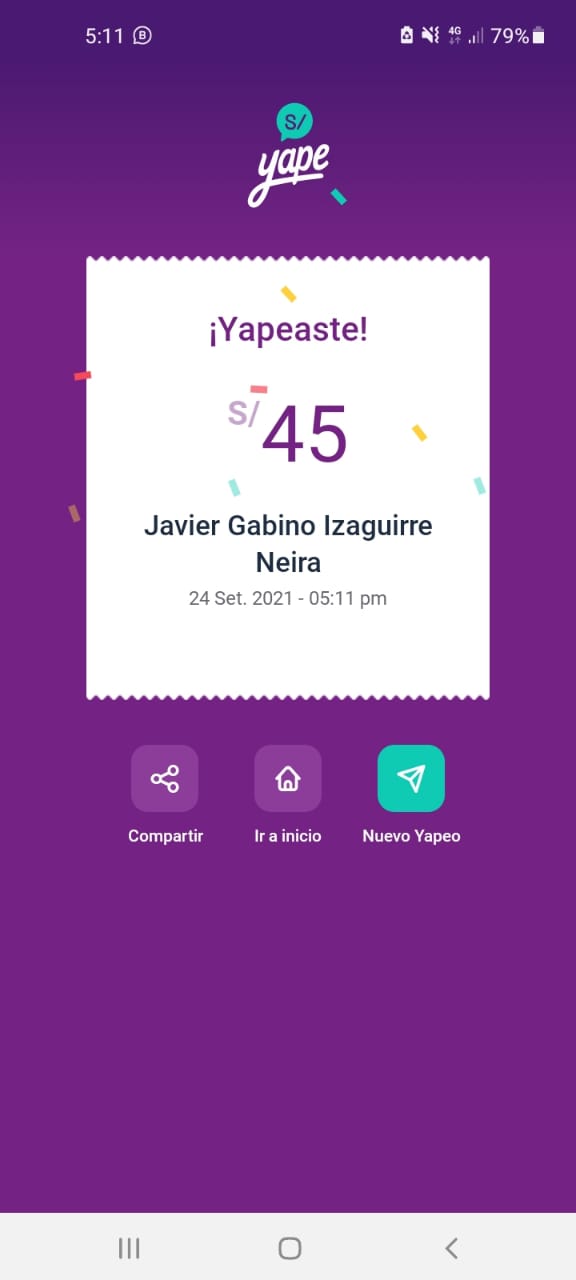 5:11
4G
79%
S/
yape
¡Yapeaste!
S/45
Javier Gabino Izaguirre
Neira
24 Set. 2021 - 05:11 pm
Compartir
Ir a inicio
Nuevo Yapeo